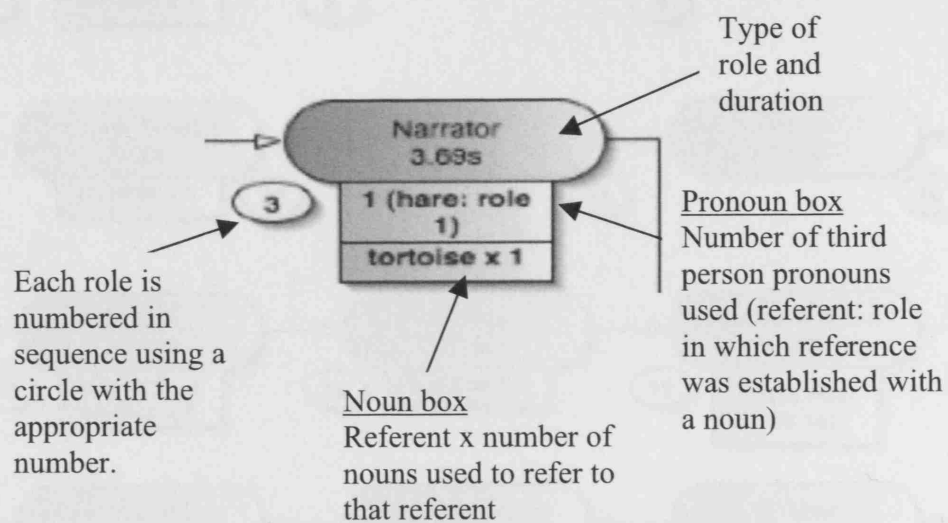 Type of
role and
duration
Narrator
3.69s
3
1 (hare: role
1)
tortoise x 1
Pronoun box
Number of third
person pronouns
used (referent: role
in which reference
was established with
a noun)
Each role is
numbered in
sequence using a
circle with the
appropriate
number.
Noun box
Referent x number of
nouns used to refer to
that referent